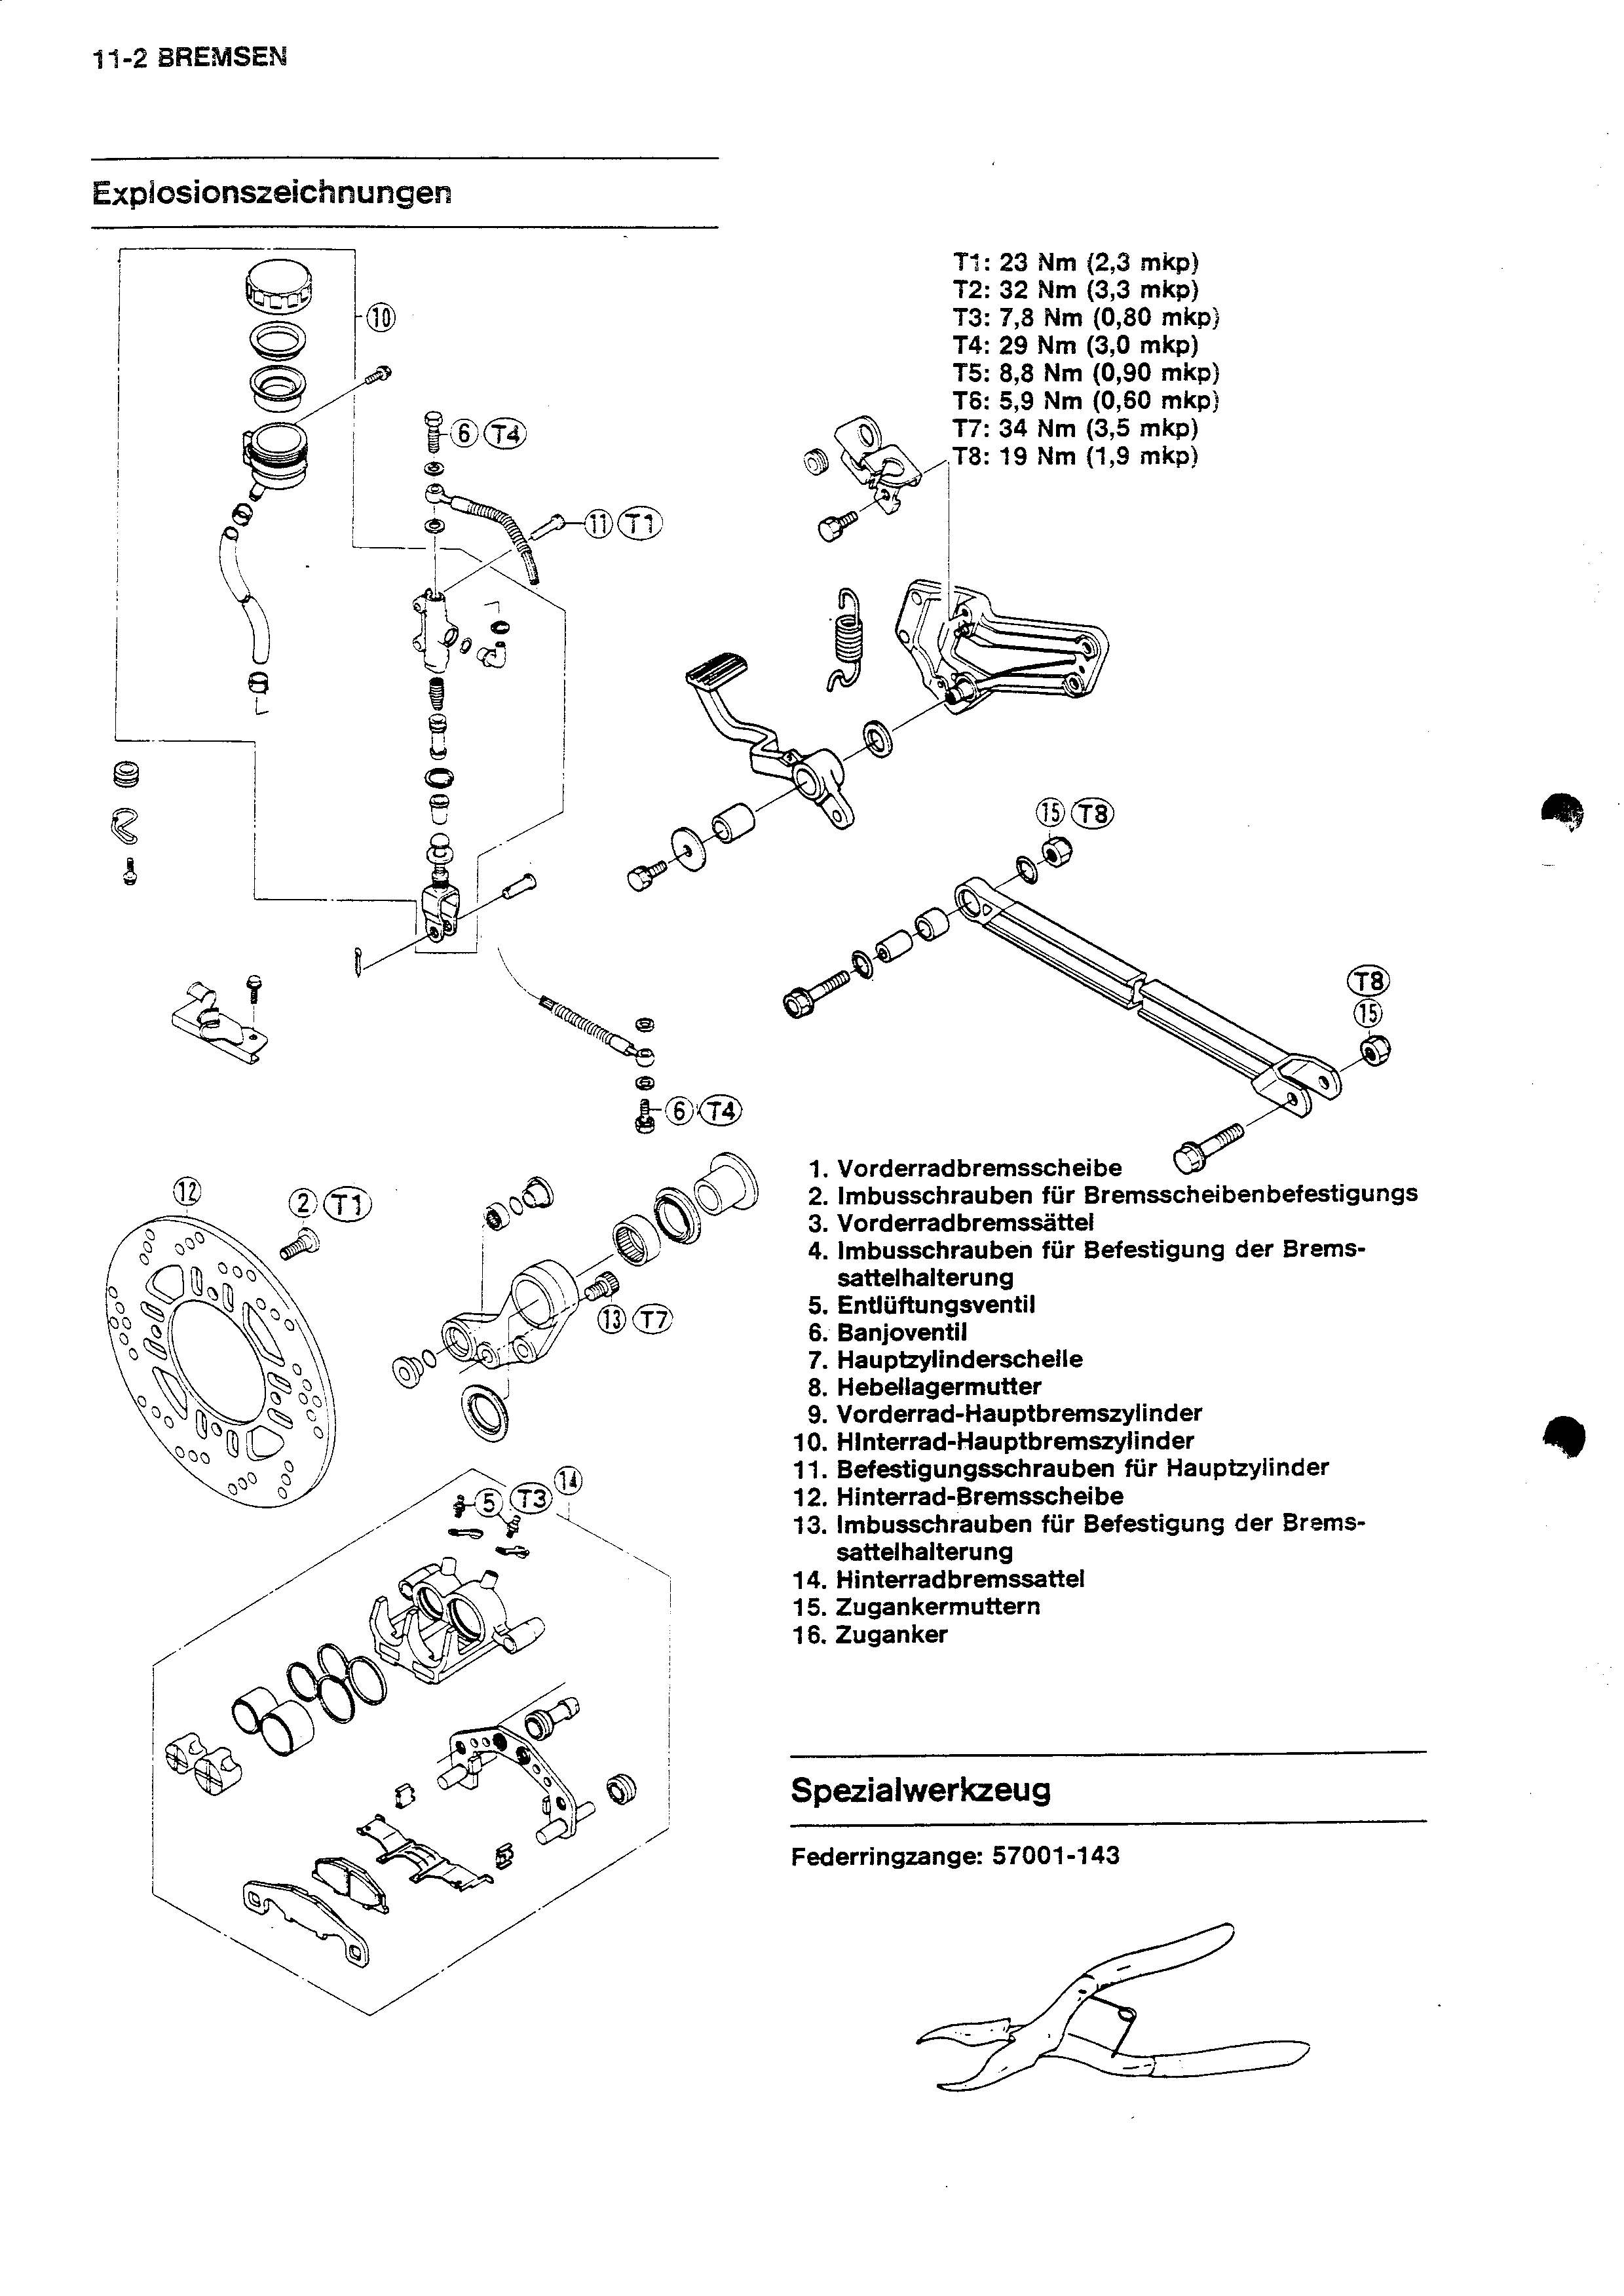 11-2 BREMSEN
Explosionszeichnungen
T1: 23 Nm (2,3 mkp)
T2: 32 Nm (3,3 mkp)
T3: 7,8 Nm (0,80 mkp)
T4: 29 Nm (3,0 mkp)
T5: 8,8 Nm (0,90 mkp)
T6: 5,9 Nm (0,60 mkp)
T7: 34 Nm (3,5 mkp)
T8: 19 Nm (1,9 mkp)
10
6 T4
11 T1
15 T8
T8
15
6 T4
12
2 T1
13 T7
14
5 T3
1. Vorderradbremsscheibe
2. Imbusschrauben für Bremsscheibenbefestigungs
3. Vorderradbremssättel
4. Imbusschrauben für Befestigung der Brems-
sattelhalterung
5. Entlüftungsventil
6. Banjoventil
7. Hauptzylinderschelle
8. Hebellagermutter
9. Vorderrad-Hauptbremszylinder
10. HInterrad-Hauptbremszylinder
11. Befestigungsschrauben für Hauptzylinder
12. Hinterrad-Bremsscheibe
13. Imbusschrauben für Befestigung der Brems-
sattelhalterung
14. Hinterradbremssattel
15. Zugankermuttern
16. Zuganker
Spezialwerkzeug
Federringzange: 57001-143